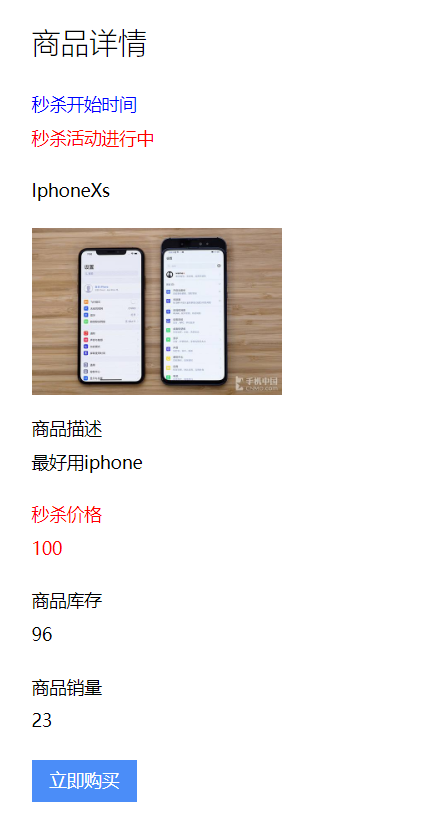 商品详情
秒杀开始时间
秒杀活动进行中
IphoneXs
设置
手机中国
商品描述
最好用iphone
秒杀价格
100
商品库存
96
商品销量
23
立即购买